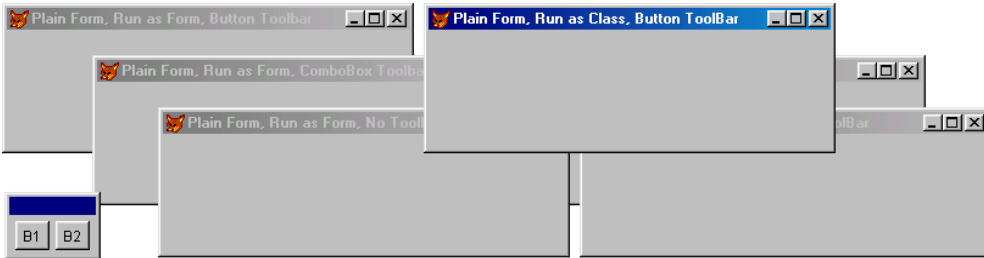 Plain Form, Run as Form, Button Toolbar
Plain Form, Run as Class, Button ToolBar
Plain Form, Run as Form, ComboBox Toolba
Plain Form, Run as Form, No Tool
olBar
B1 B2